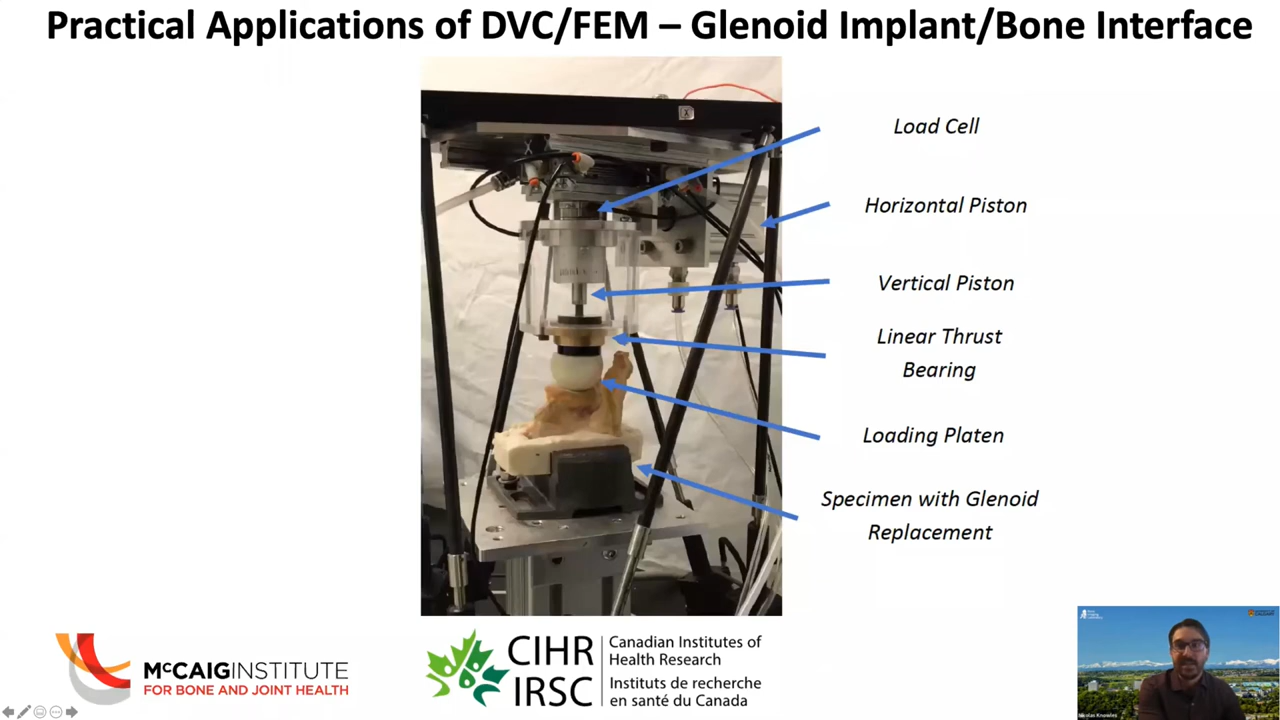 Practical Applications of DVC/FEM – Glenoid Implant/Bone Interface
Load Cell
Horizontal Piston
Vertical Piston
Linear Thrust
Bearing
Loading Platen
Specimen with Glenoid
Replacement
McCAIG INSTITUTE
FOR BONE AND JOINT HEALTH
CIHR
IRSC
Canadian Institutes of
Health Research
Instituts de recherche
en santé du Canada
Nicolas Knowles